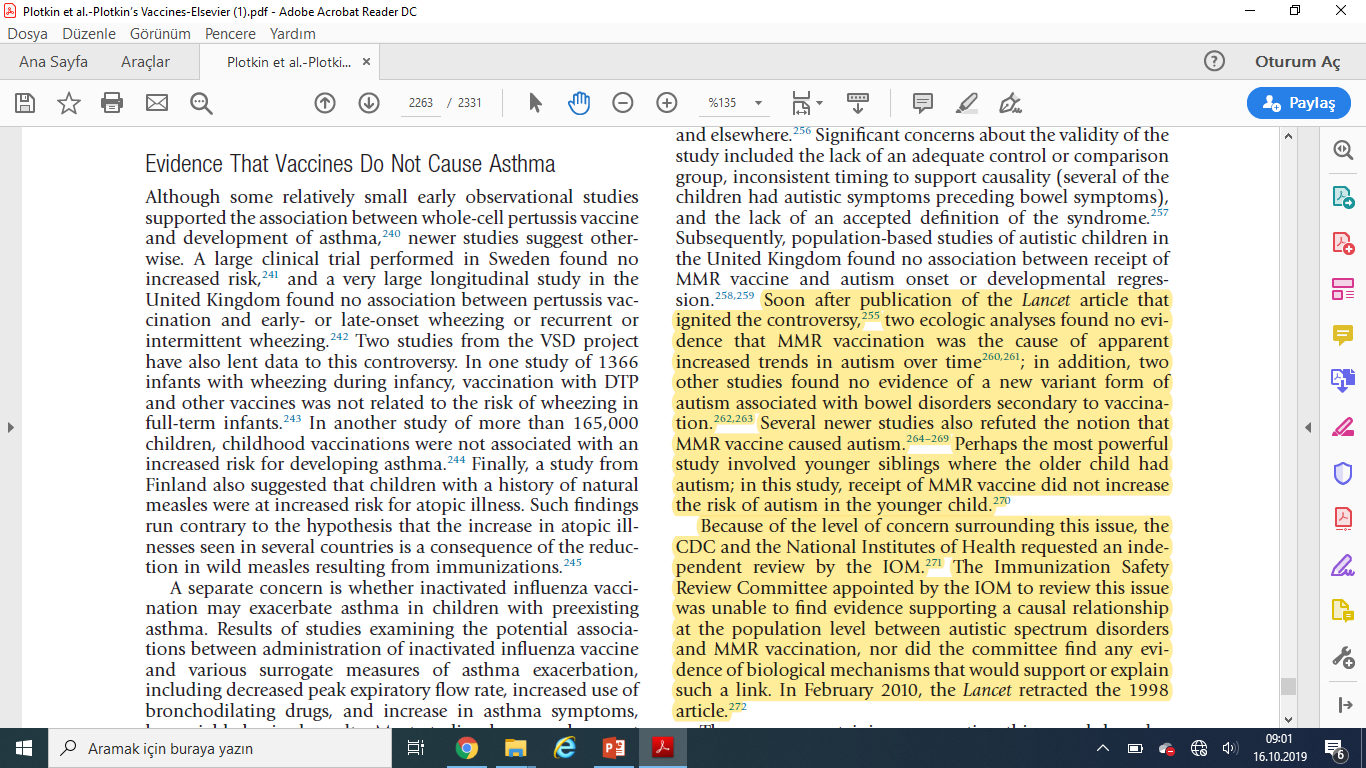 Plotkin et al.-Plotkin's Vaccines-Elsevier (1).pdf - Adobe Acrobat Reader DC
Dosya Düzenle Görünüm Pencere Yardım
Ana Sayfa Araçlar Plotkin et al.-Plotki... × Oturum Aç
2263 / 2331 %135 Paylaş
Evidence That Vaccines Do Not Cause Asthma
Although some relatively small early observational studies
supported the association between whole-cell pertussis vaccine
and development of asthma,240 newer studies suggest other-
wise. A large clinical trial performed in Sweden found no
increased risk,241 and a very large longitudinal study in the
United Kingdom found no association between pertussis vac-
cination and early- or late-onset wheezing or recurrent or
intermittent wheezing.242 Two studies from the VSD project
have also lent data to this controversy. In one study of 1366
infants with wheezing during infancy, vaccination with DTP
and other vaccines was not related to the risk of wheezing in
full-term infants.243 In another study of more than 165,000
children, childhood vaccinations were not associated with an
increased risk for developing asthma.244 Finally, a study from
Finland also suggested that children with a history of natural
measles were at increased risk for atopic illness. Such findings
run contrary to the hypothesis that the increase in atopic ill-
nesses seen in several countries is a consequence of the reduc-
tion in wild measles resulting from immunizations.245
A separate concern is whether inactivated influenza vacci-
nation may exacerbate asthma in children with preexisting
asthma. Results of studies examining the potential associa-
tions between administration of inactivated influenza vaccine
and various surrogate measures of asthma exacerbation,
including decreased peak expiratory flow rate, increased use of
bronchodilating drugs, and increase in asthma symptoms,
and elsewhere.256 Significant concerns about the validity of the
study included the lack of an adequate control or comparison
group, inconsistent timing to support causality (several of the
children had autistic symptoms preceding bowel symptoms),
and the lack of an accepted definition of the syndrome.257
Subsequently, population-based studies of autistic children in
the United Kingdom found no association between receipt of
MMR vaccine and autism onset or developmental regres-
sion.258,259 Soon after publication of the Lancet article that
ignited the controversy,255 two ecologic analyses found no evi-
dence that MMR vaccination was the cause of apparent
increased trends in autism over time260,261; in addition, two
other studies found no evidence of a new variant form of
autism associated with bowel disorders secondary to vaccina-
tion.262,263 Several newer studies also refuted the notion that
MMR vaccine caused autism.264–269 Perhaps the most powerful
study involved younger siblings where the older child had
autism; in this study, receipt of MMR vaccine did not increase
the risk of autism in the younger child.270
Because of the level of concern surrounding this issue, the
CDC and the National Institutes of Health requested an inde-
pendent review by the IOM.271 The Immunization Safety
Review Committee appointed by the IOM to review this issue
was unable to find evidence supporting a causal relationship
at the population level between autistic spectrum disorders
and MMR vaccination, nor did the committee find any evi-
dence of biological mechanisms that would support or explain
such a link. In February 2010, the Lancet retracted the 1998
article.272
Aramak için buraya yazın
09:01
16.10.2019
6